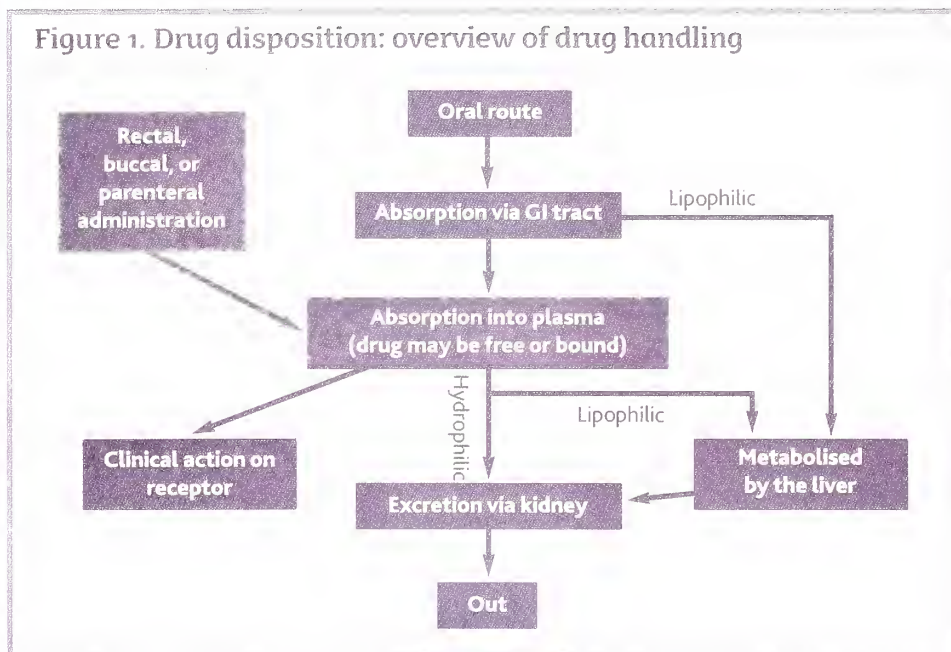 Figure 1. Drug disposition: overview of drug handling
Oral route
Rectal,
buccal, or
parenteral
administration
Absorption via GI tract
Lipophilic
Absorption into plasma
(drug may be free or bound)
Hydrophilic
Lipophilic
Clinical action on
receptor
Metabolised
by the liver
Excretion via kidney
Out